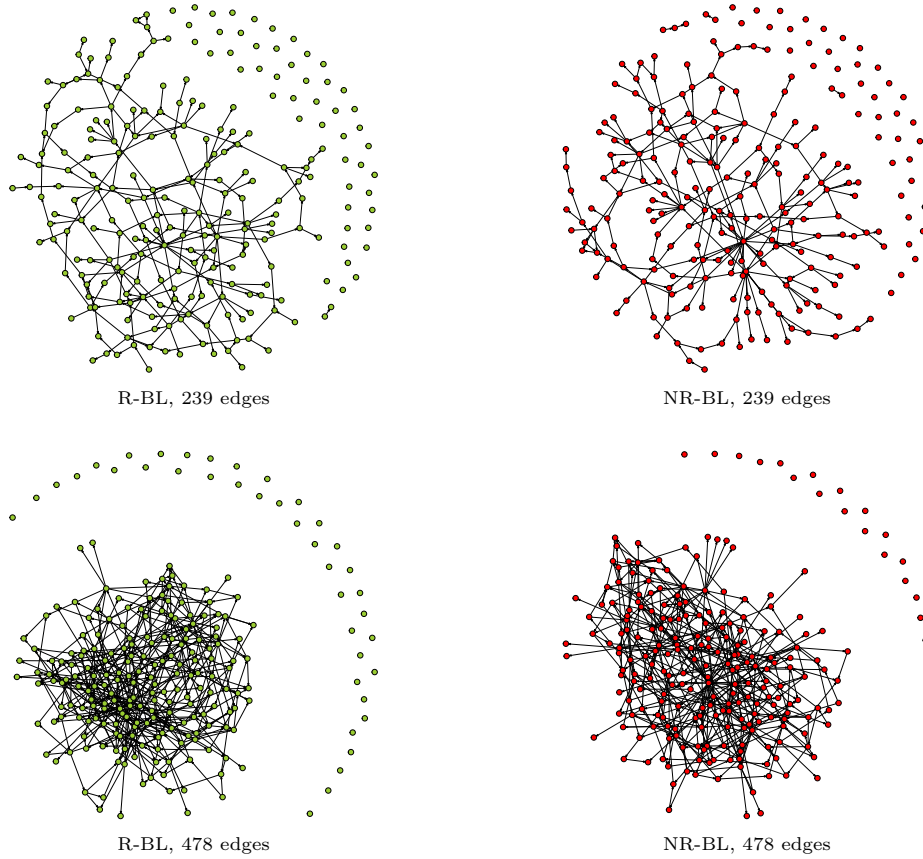 R-BL, 239 edges
NR-BL, 239 edges
R-BL, 478 edges
NR-BL, 478 edges